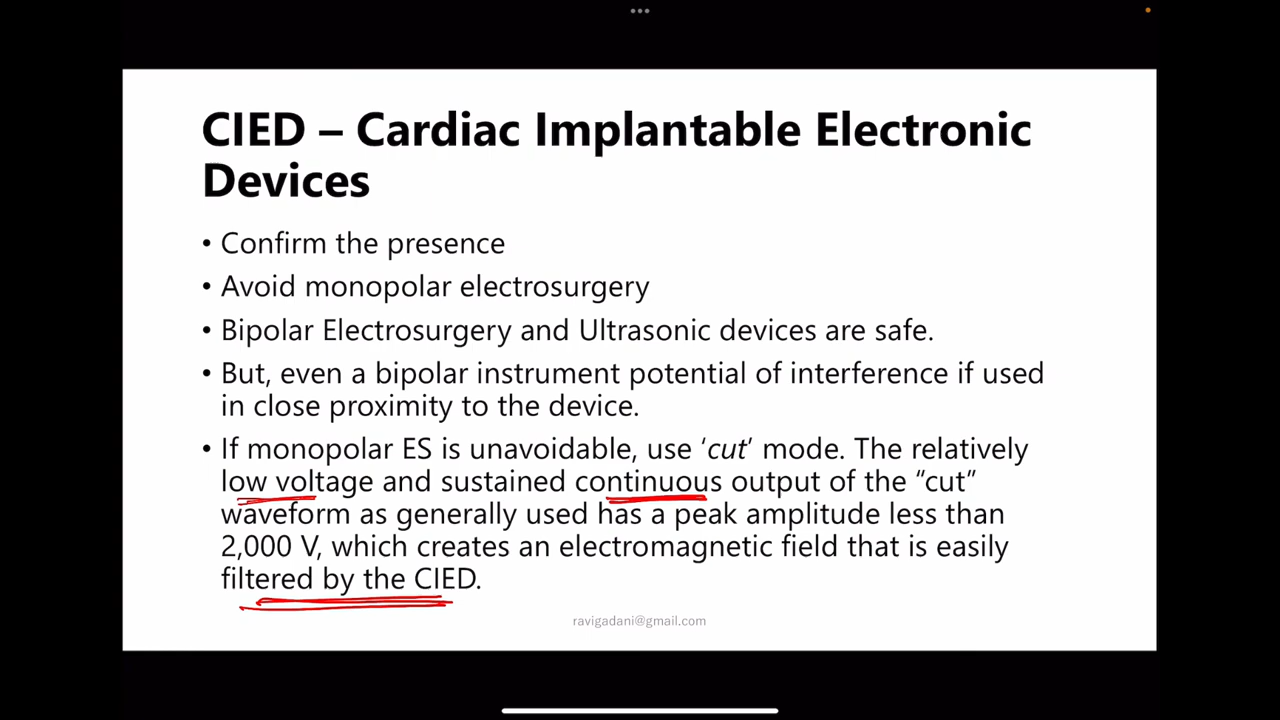 CIED – Cardiac Implantable Electronic
Devices
• Confirm the presence
• Avoid monopolar electrosurgery
• Bipolar Electrosurgery and Ultrasonic devices are safe.
• But, even a bipolar instrument potential of interference if used
in close proximity to the device.
• If monopolar ES is unavoidable, use ‘cut’ mode. The relatively
low voltage and sustained continuous output of the “cut”
waveform as generally used has a peak amplitude less than
2,000 V, which creates an electromagnetic field that is easily
filtered by the CIED.
ravigadani@gmail.com